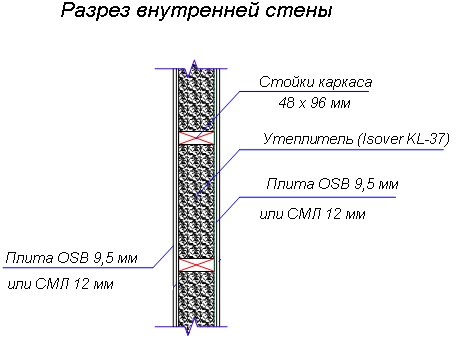 Разрез внутренней стены
Стойки каркаса
48 х 96 мм
Утеплитель (Isover KL-37)
Плита OSB 9,5 мм
или СМЛ 12 мм
Плита OSB 9,5 мм
или СМЛ 12 мм